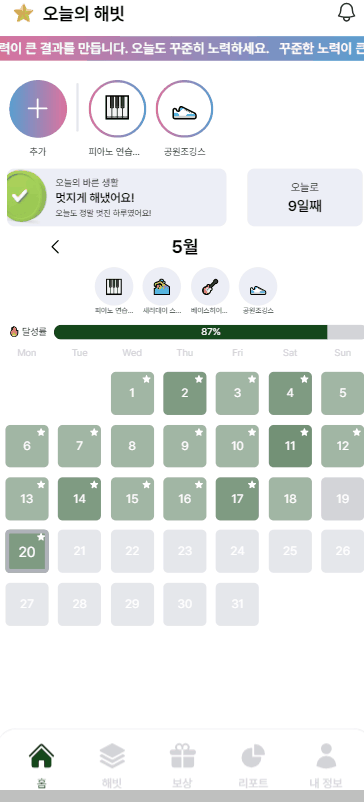 오늘의 해빗
력이 큰 결과를 만듭니다. 오늘도 꾸준히 노력하세요. 꾸준한 노력이 큰
추가
피아노 연습...
공원조깅스
오늘의 바른 생활
멋지게 해냈어요!
오늘도 정말 멋진 하루였어요!
오늘로
9일째
5월
피아노 연습...
새러데이 스...
베이스하이...
공원조깅스
달성률
87%
Mon Tue Wed Thu Fri Sat Sun
1 2 3 4 5
6 7 8 9 10 11 12
13 14 15 16 17 18 19
20 21 22 23 24 25 26
27 28 29 30 31
홈 해빗 보상 리포트 내 정보